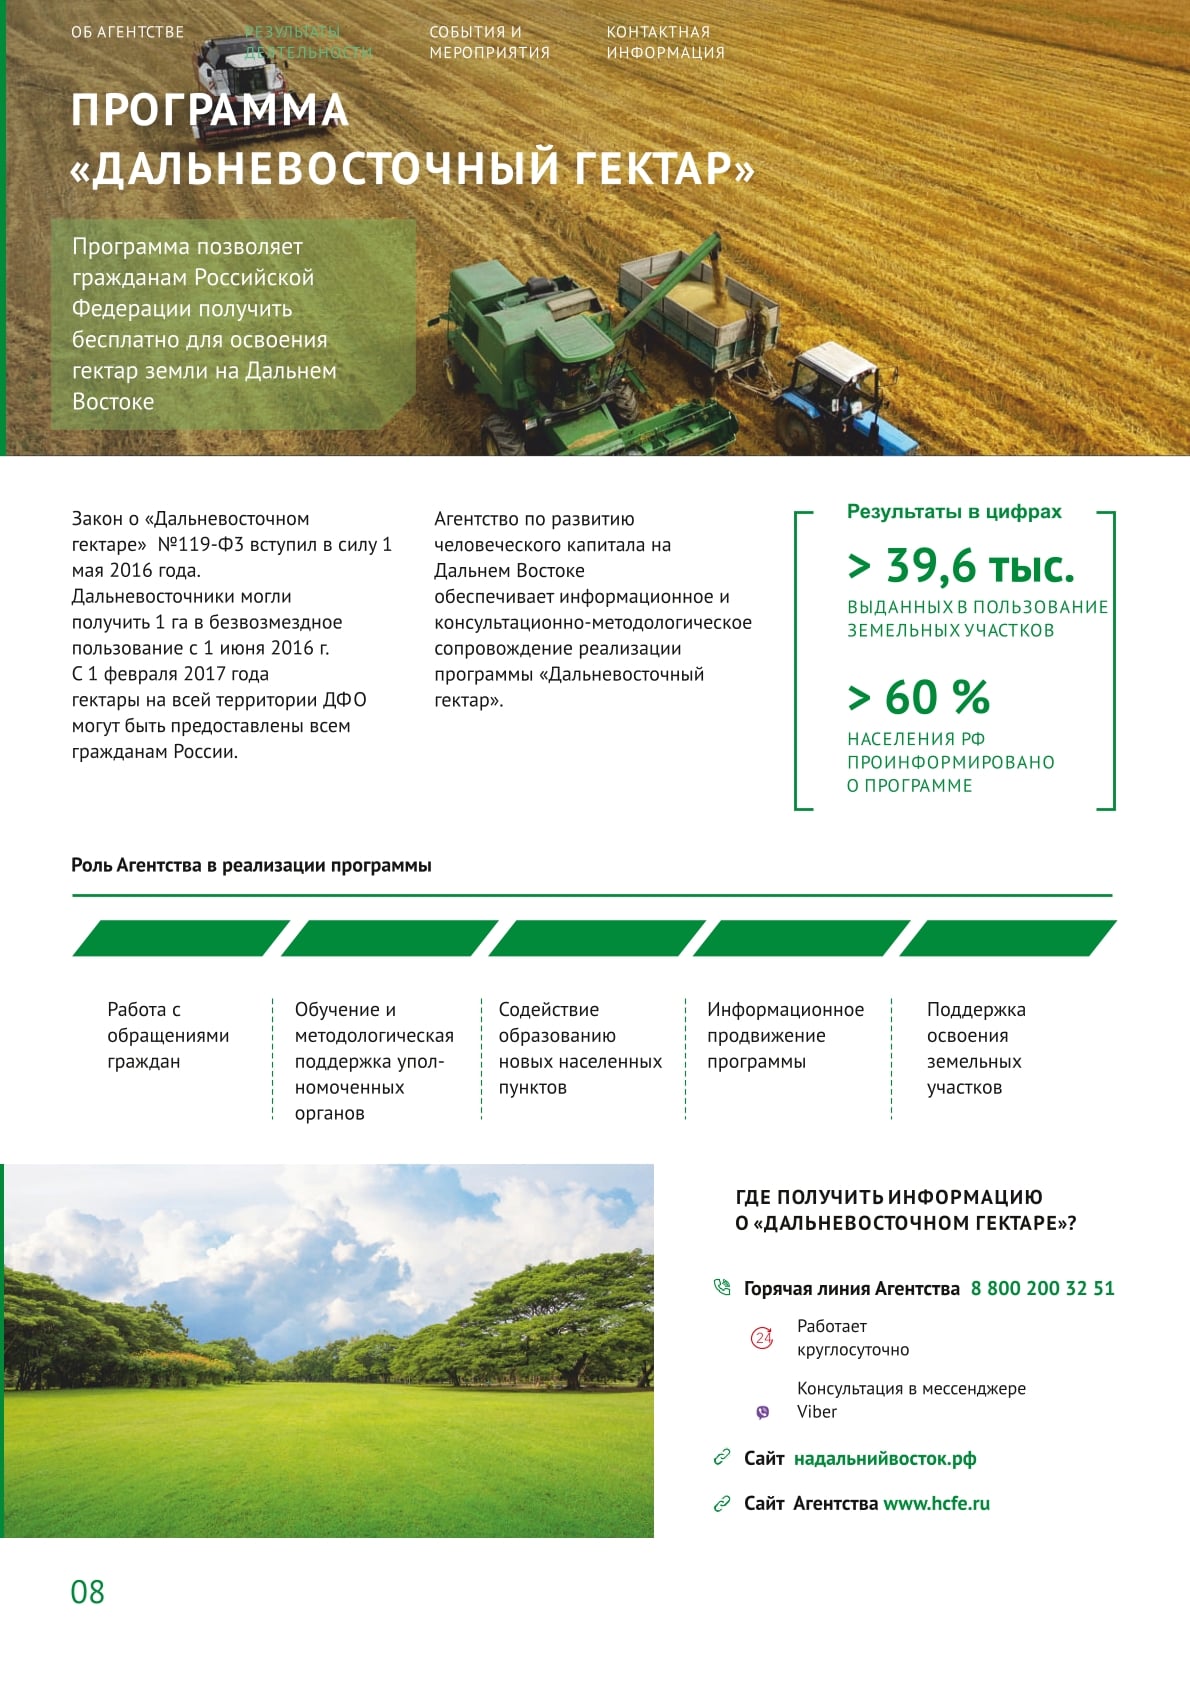 ОБ АГЕНТСТВЕ
РЕЗУЛЬТАТЫ
ДЕЯТЕЛЬНОСТИ
СОБЫТИЯ И
МЕРОПРИЯТИЯ
КОНТАКТНАЯ
ИНФОРМАЦИЯ
ПРОГРАММА
«ДАЛЬНЕВОСТОЧНЫЙ ГЕКТАР»
Программа позволяет
гражданам Российской
Федерации получить
бесплатно для освоения
гектар земли на Дальнем
Востоке
Закон о «Дальневосточном
гектаре» №119-ФЗ вступил в силу 1
мая 2016 года.
Дальневосточники могли
получить 1 га в безвозмездное
пользование с 1 июня 2016 г.
С 1 февраля 2017 года
гектары на всей территории ДФО
могут быть предоставлены всем
гражданам России.
Агентство по развитию
человеческого капитала на
Дальнем Востоке
обеспечивает информационное и
консультационно-методологическое
сопровождение реализации
программы «Дальневосточный
гектар».
Результаты в цифрах
> 39,6 тыс.
ВЫДАННЫХ В ПОЛЬЗОВАНИЕ
ЗЕМЕЛЬНЫХ УЧАСТКОВ
> 60 %
НАСЕЛЕНИЯ РФ
ПРОИНФОРМИРОВАНО
О ПРОГРАММЕ
Роль Агентства в реализации программы
Работа с
обращениями
граждан
Обучение и
методологическая
поддержка упол-
номоченных
органов
Содействие
образованию
новых населенных
пунктов
Информационное
продвижение
программы
Поддержка
освоения
земельных
участков
ГДЕ ПОЛУЧИТЬ ИНФОРМАЦИЮ
О «ДАЛЬНЕВОСТОЧНОМ ГЕКТАРЕ»?
Горячая линия Агентства 8 800 200 32 51
24
Работает
круглосуточно
Консультация в мессенджере
Viber
Сайт надальнийвосток.рф
Сайт Агентства www.hcfe.ru
08